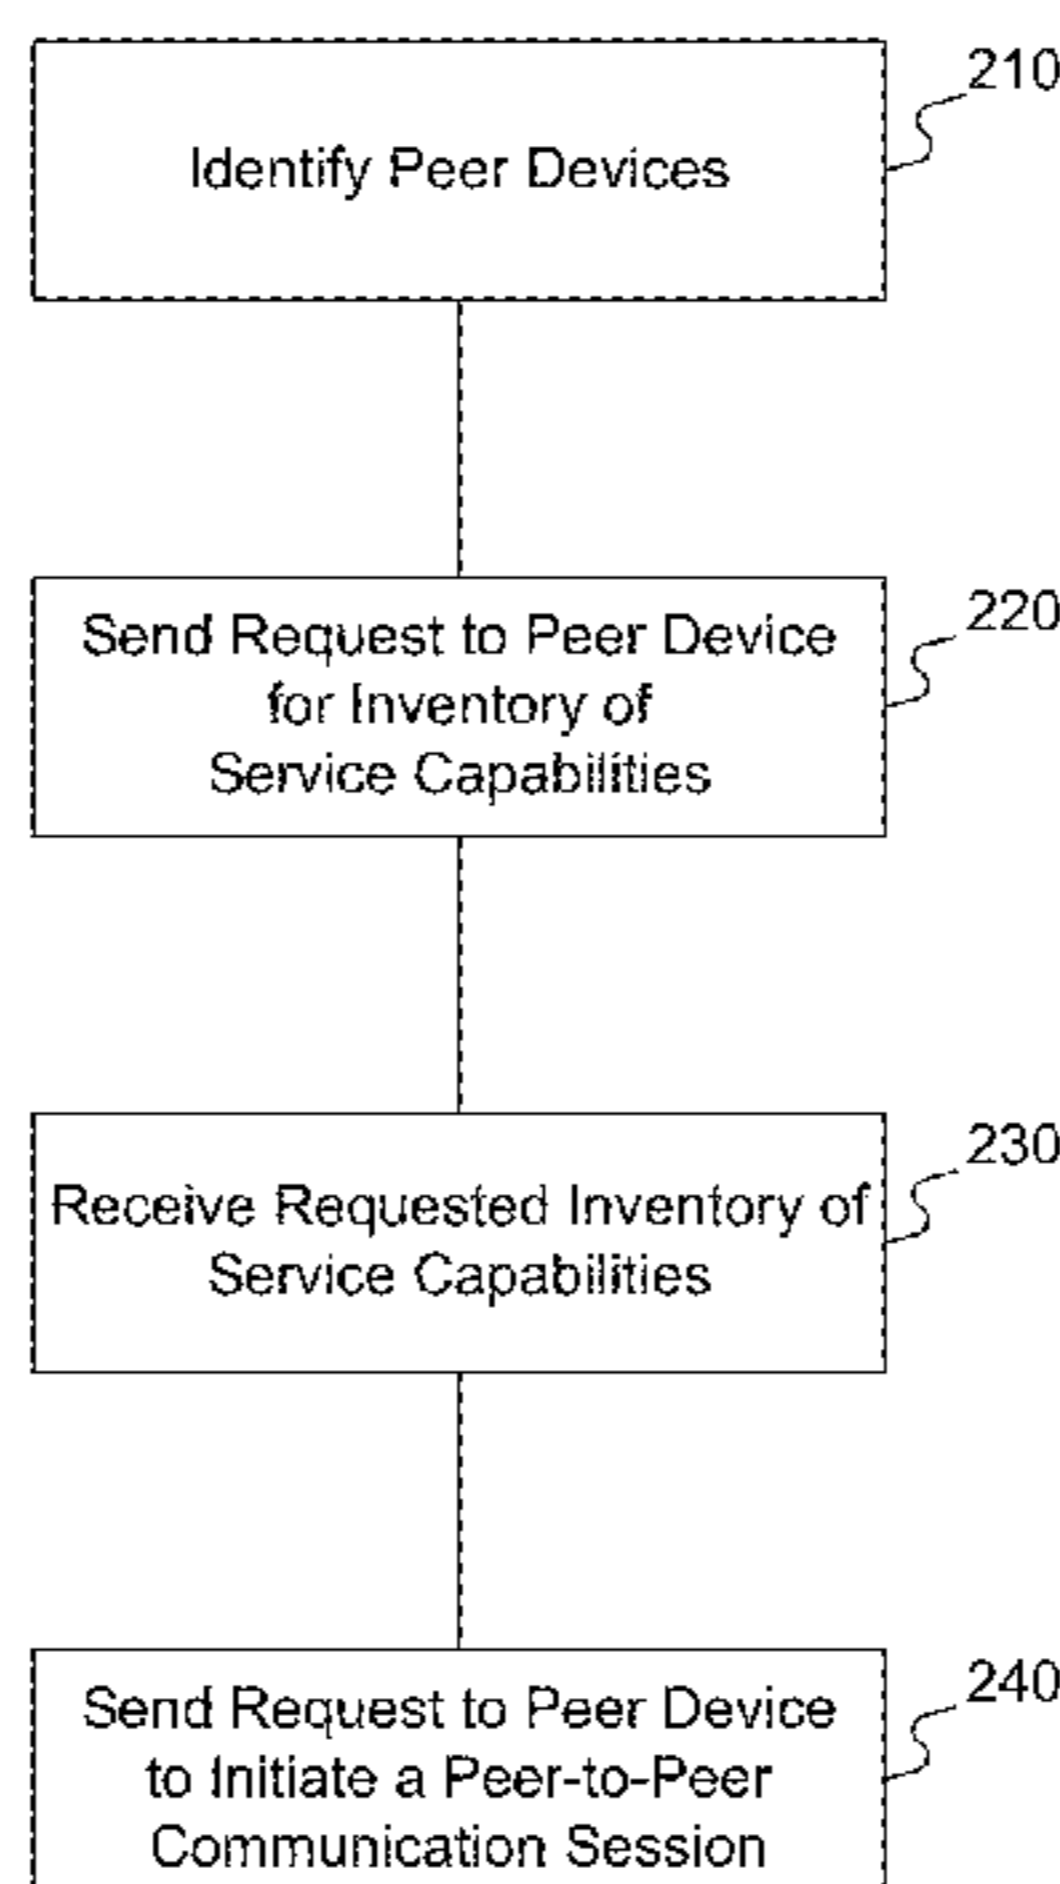 210
Identify Peer Devices
220
Send Request to Peer Device
for Inventory of
Service Capabilities
230
Receive Requested Inventory of
Service Capabilities
240
Send Request to Peer Device
to Initiate a Peer-to-Peer
Communication Session